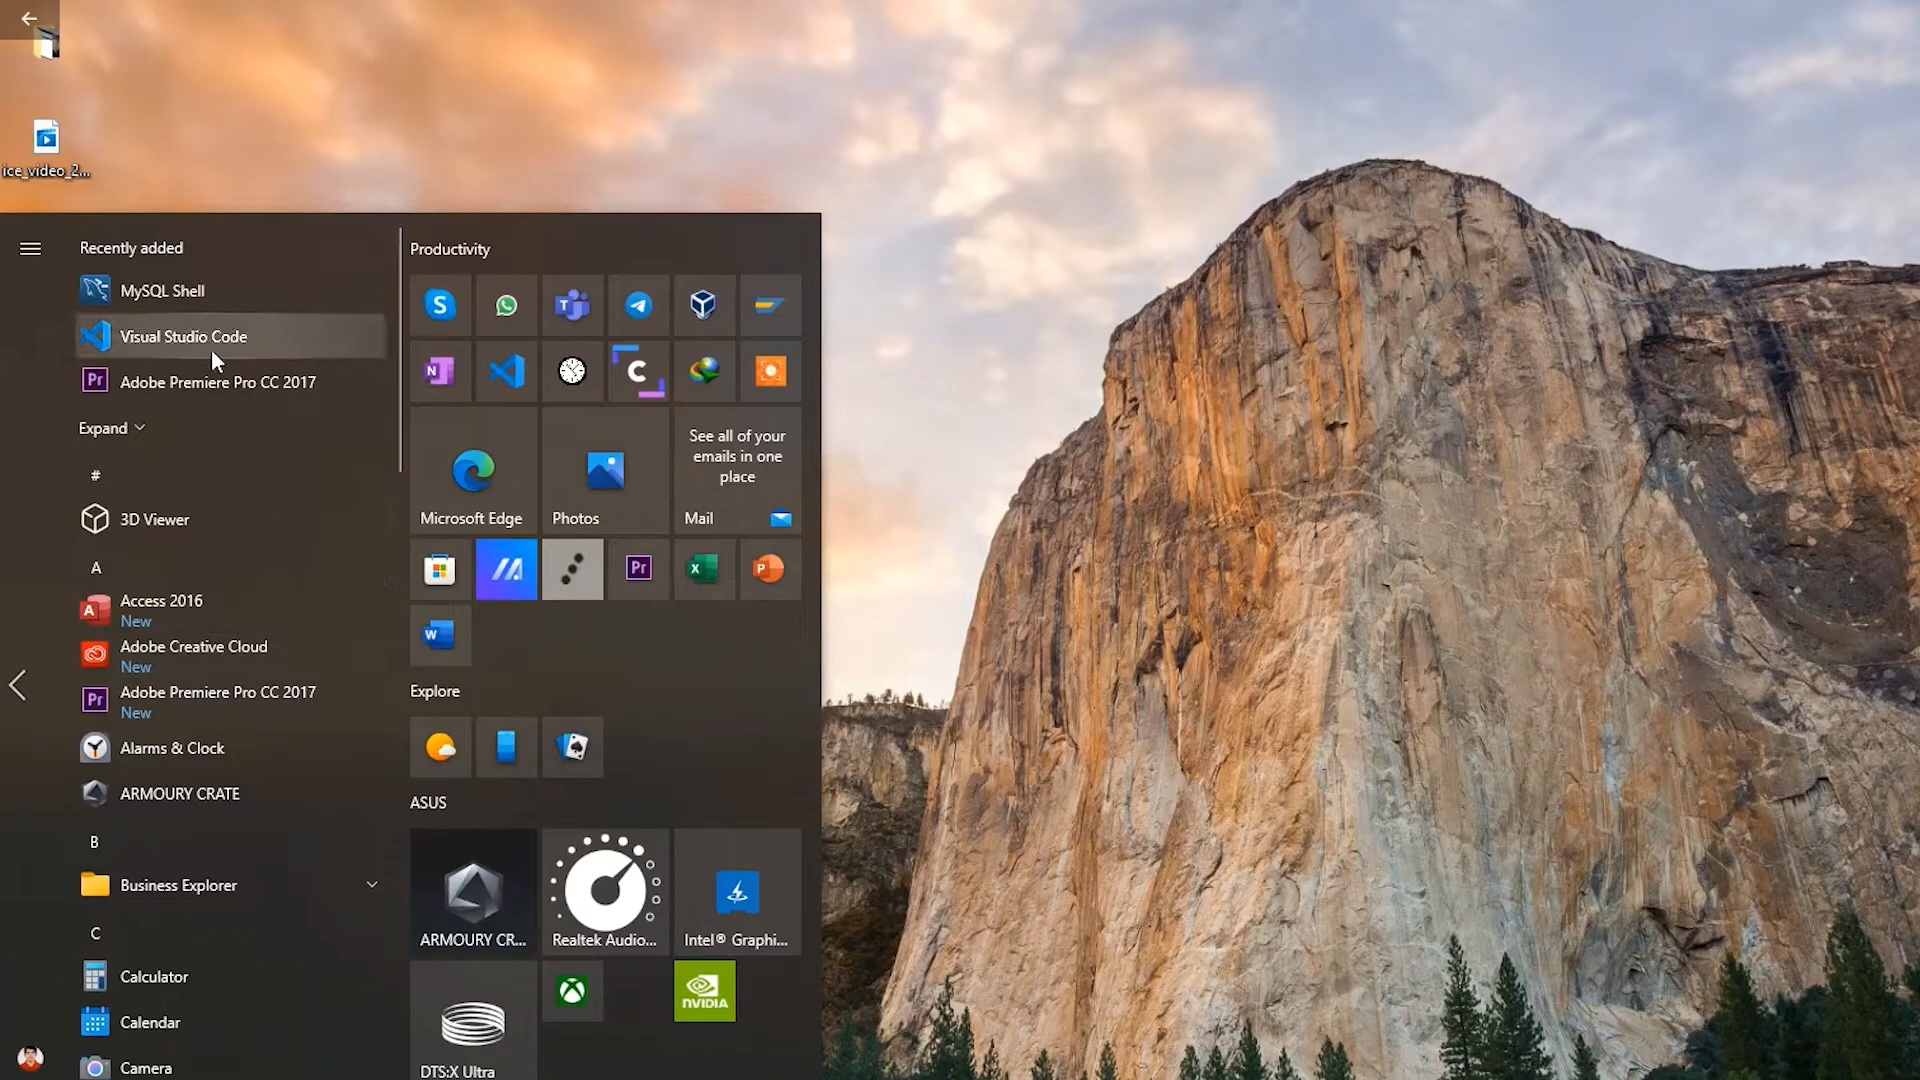 ice_video_2...
Recently added
MySQL Shell
Visual Studio Code
Adobe Premiere Pro CC 2017
Expand
#
3D Viewer
A
Access 2016
New
Adobe Creative Cloud
New
Adobe Premiere Pro CC 2017
New
Alarms & Clock
ARMOURY CRATE
B
Business Explorer
C
Calculator
Calendar
Camera
Productivity
S
T
N
C
Microsoft Edge
Photos
See all of your
emails in one
place
Mail
Pr
X
P
W
Explore
ASUS
ARMOURY CR...
Realtek Audio...
Intel® Graphi...
NVIDIA
DTS:X Ultra